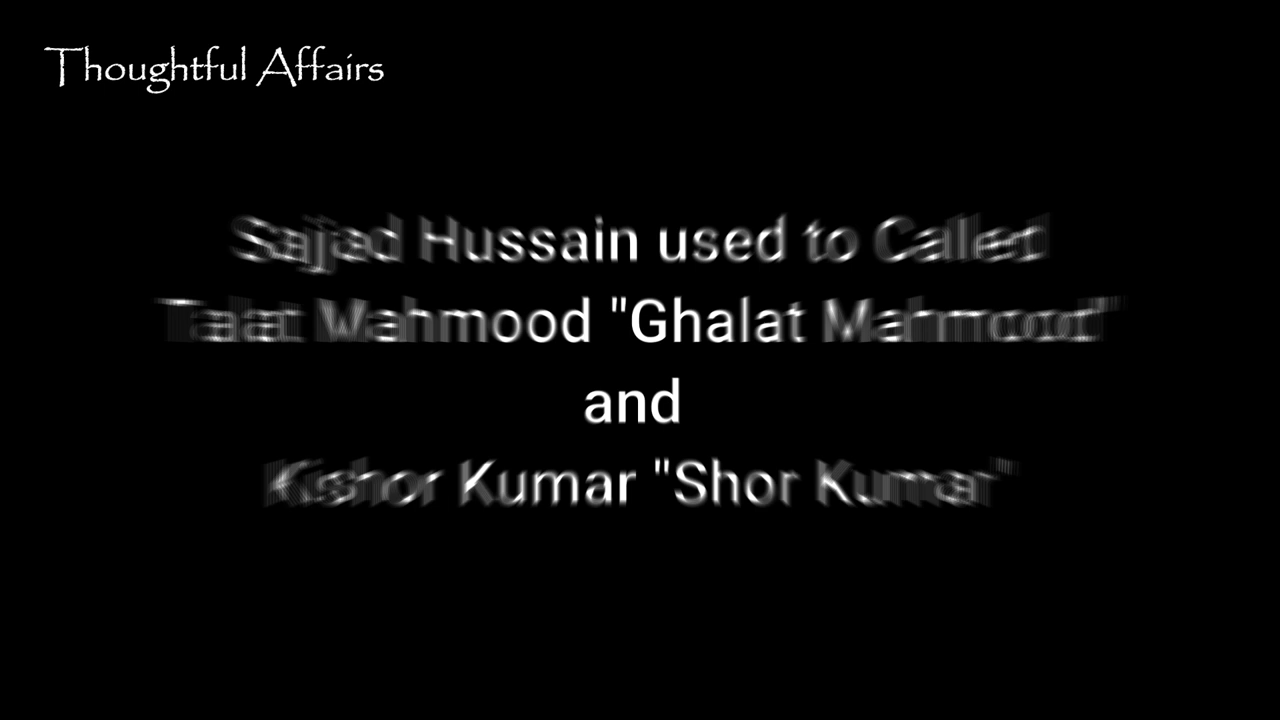 Thoughtful Affairs
Sajjad Hussain used to Called
Talat Mahmood "Ghalat Mahmood"
and
Kishor Kumar "Shor Kumar"